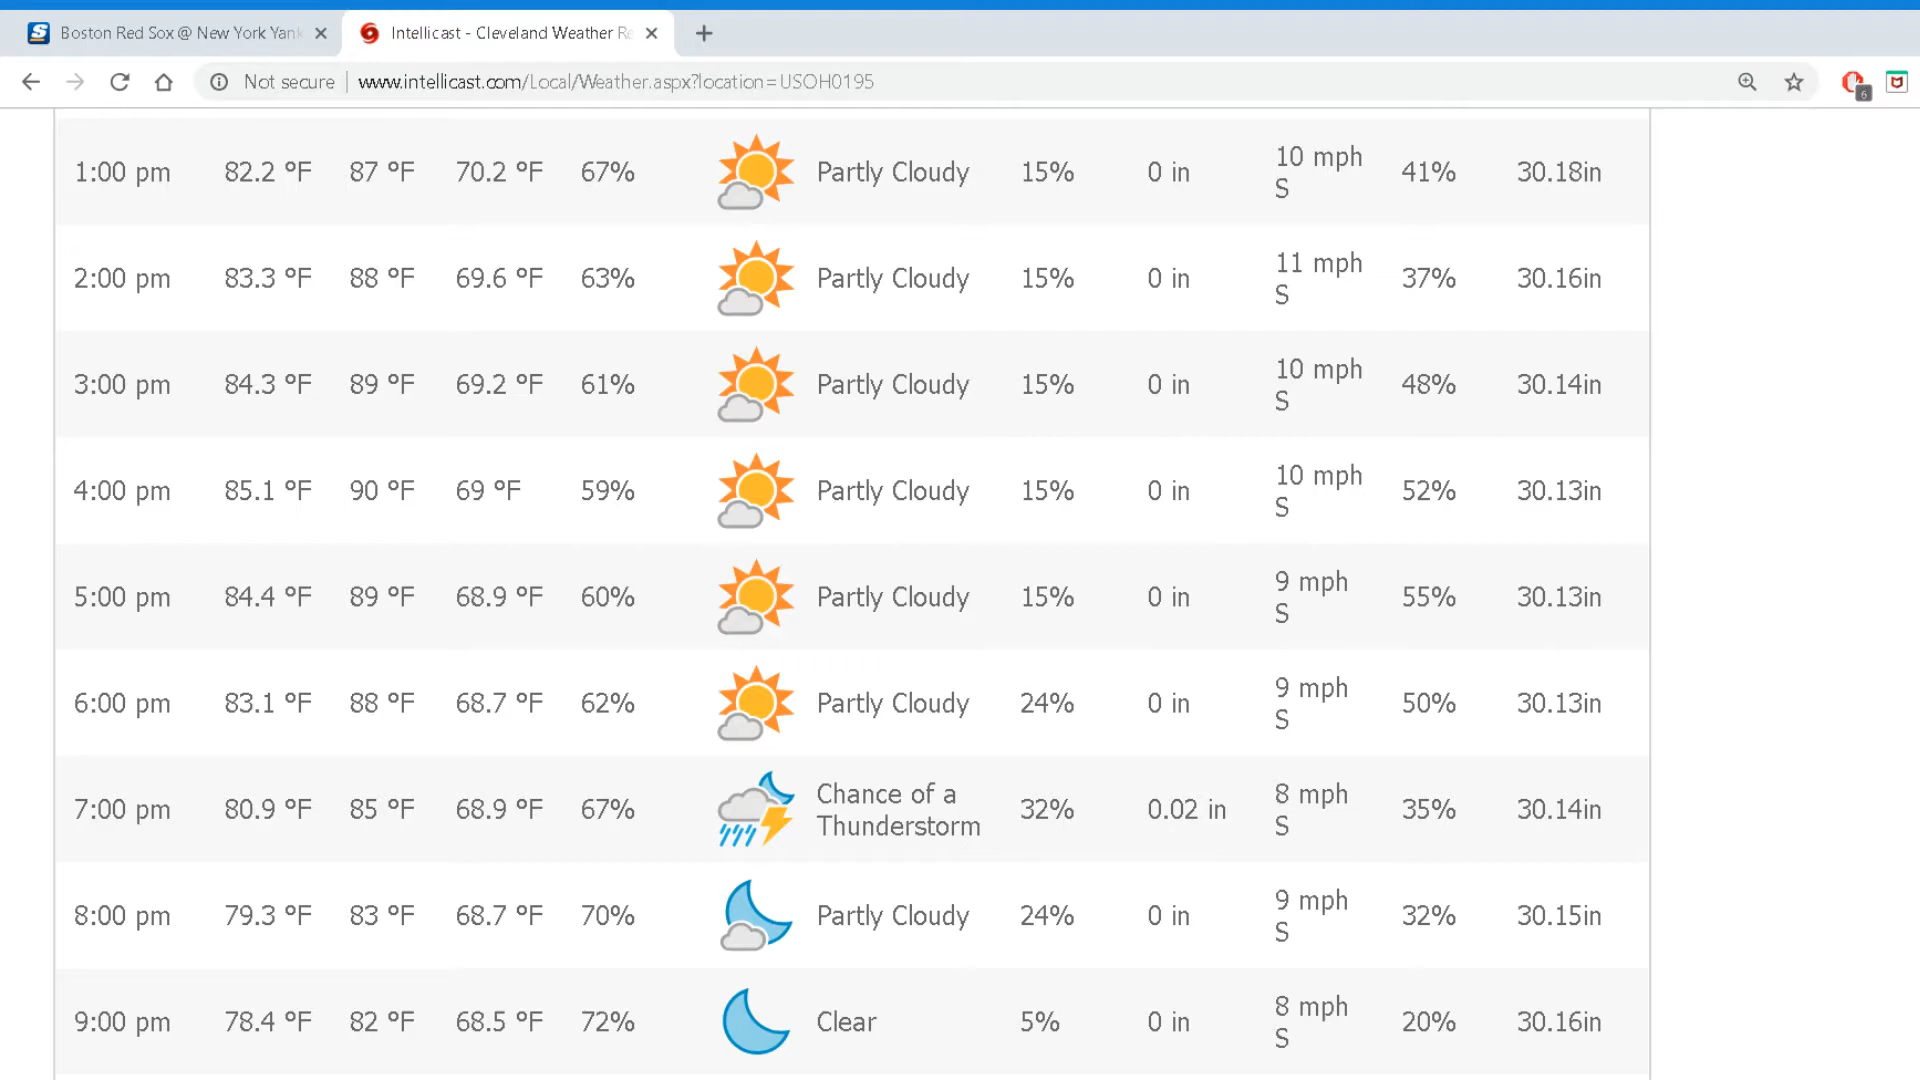 Boston Red Sox @ New York Yank
Intellicast - Cleveland Weather Re
Not secure | www.intellicast.com/Local/Weather.aspx?location=USOH0195
6
1:00 pm 82.2 °F 87 °F 70.2 °F 67% Partly Cloudy 15% 0 in 10 mph S 41% 30.18in
2:00 pm 83.3 °F 88 °F 69.6 °F 63% Partly Cloudy 15% 0 in 11 mph S 37% 30.16in
3:00 pm 84.3 °F 89 °F 69.2 °F 61% Partly Cloudy 15% 0 in 10 mph S 48% 30.14in
4:00 pm 85.1 °F 90 °F 69 °F 59% Partly Cloudy 15% 0 in 10 mph S 52% 30.13in
5:00 pm 84.4 °F 89 °F 68.9 °F 60% Partly Cloudy 15% 0 in 9 mph S 55% 30.13in
6:00 pm 83.1 °F 88 °F 68.7 °F 62% Partly Cloudy 24% 0 in 9 mph S 50% 30.13in
7:00 pm 80.9 °F 85 °F 68.9 °F 67% Chance of a Thunderstorm 32% 0.02 in 8 mph S 35% 30.14in
8:00 pm 79.3 °F 83 °F 68.7 °F 70% Partly Cloudy 24% 0 in 9 mph S 32% 30.15in
9:00 pm 78.4 °F 82 °F 68.5 °F 72% Clear 5% 0 in 8 mph S 20% 30.16in